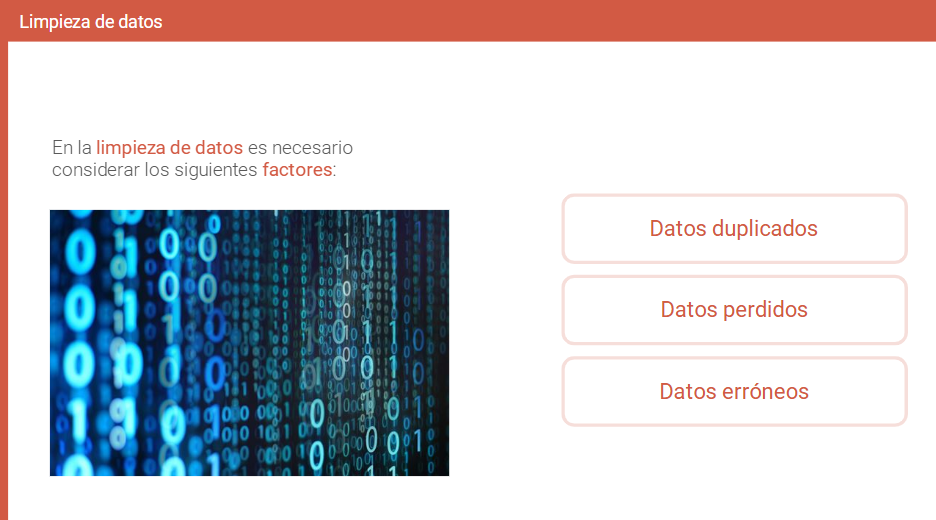 Limpieza de datos
En la limpieza de datos es necesario
considerar los siguientes factores:
Datos duplicados
Datos perdidos
Datos erróneos